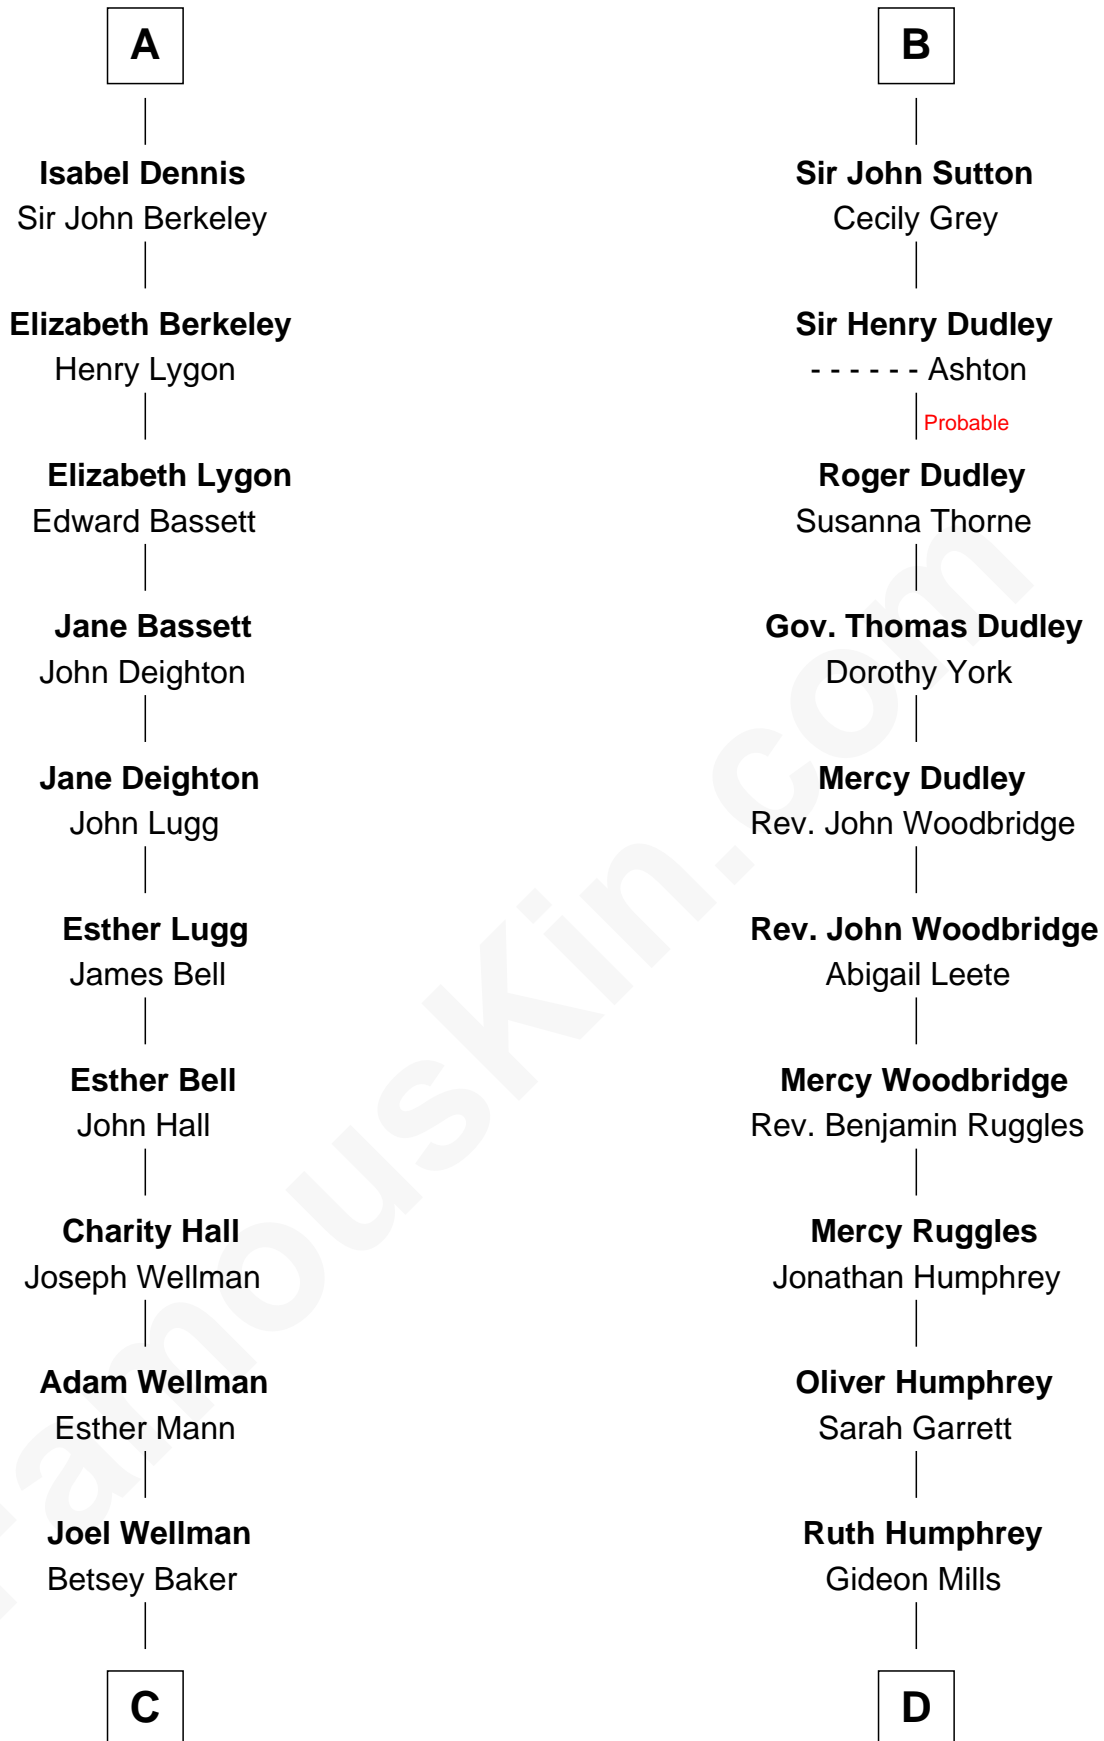 A
Isabel Dennis
Sir John Berkeley
Elizabeth Berkeley
Henry Lygon
Elizabeth Lygon
Edward Bassett
Jane Bassett
John Deighton
Jane Deighton
John Lugg
Esther Lugg
James Bell
Esther Bell
John Hall
Charity Hall
Joseph Wellman
Adam Wellman
Esther Mann
Joel Wellman
Betsey Baker
C
B
Sir John Sutton
Cecily Grey
Sir Henry Dudley
- - - - - - Ashton
Probable
Roger Dudley
Susanna Thorne
Gov. Thomas Dudley
Dorothy York
Mercy Dudley
Rev. John Woodbridge
Rev. John Woodbridge
Abigail Leete
Mercy Woodbridge
Rev. Benjamin Ruggles
Mercy Ruggles
Jonathan Humphrey
Oliver Humphrey
Sarah Garrett
Ruth Humphrey
Gideon Mills
D
FamousKin.com